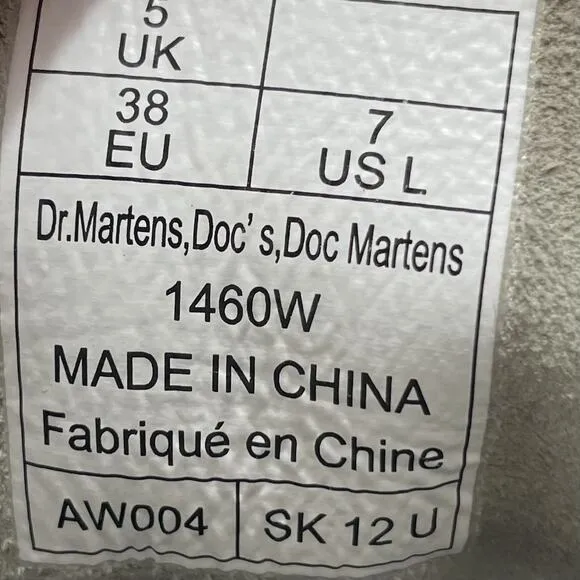 5
UK
38
EU
7
US L
Dr.Martens,Doc's,Doc Martens
1460W
MADE IN CHINA
Fabriqué en Chine
AW004
SK 12 U